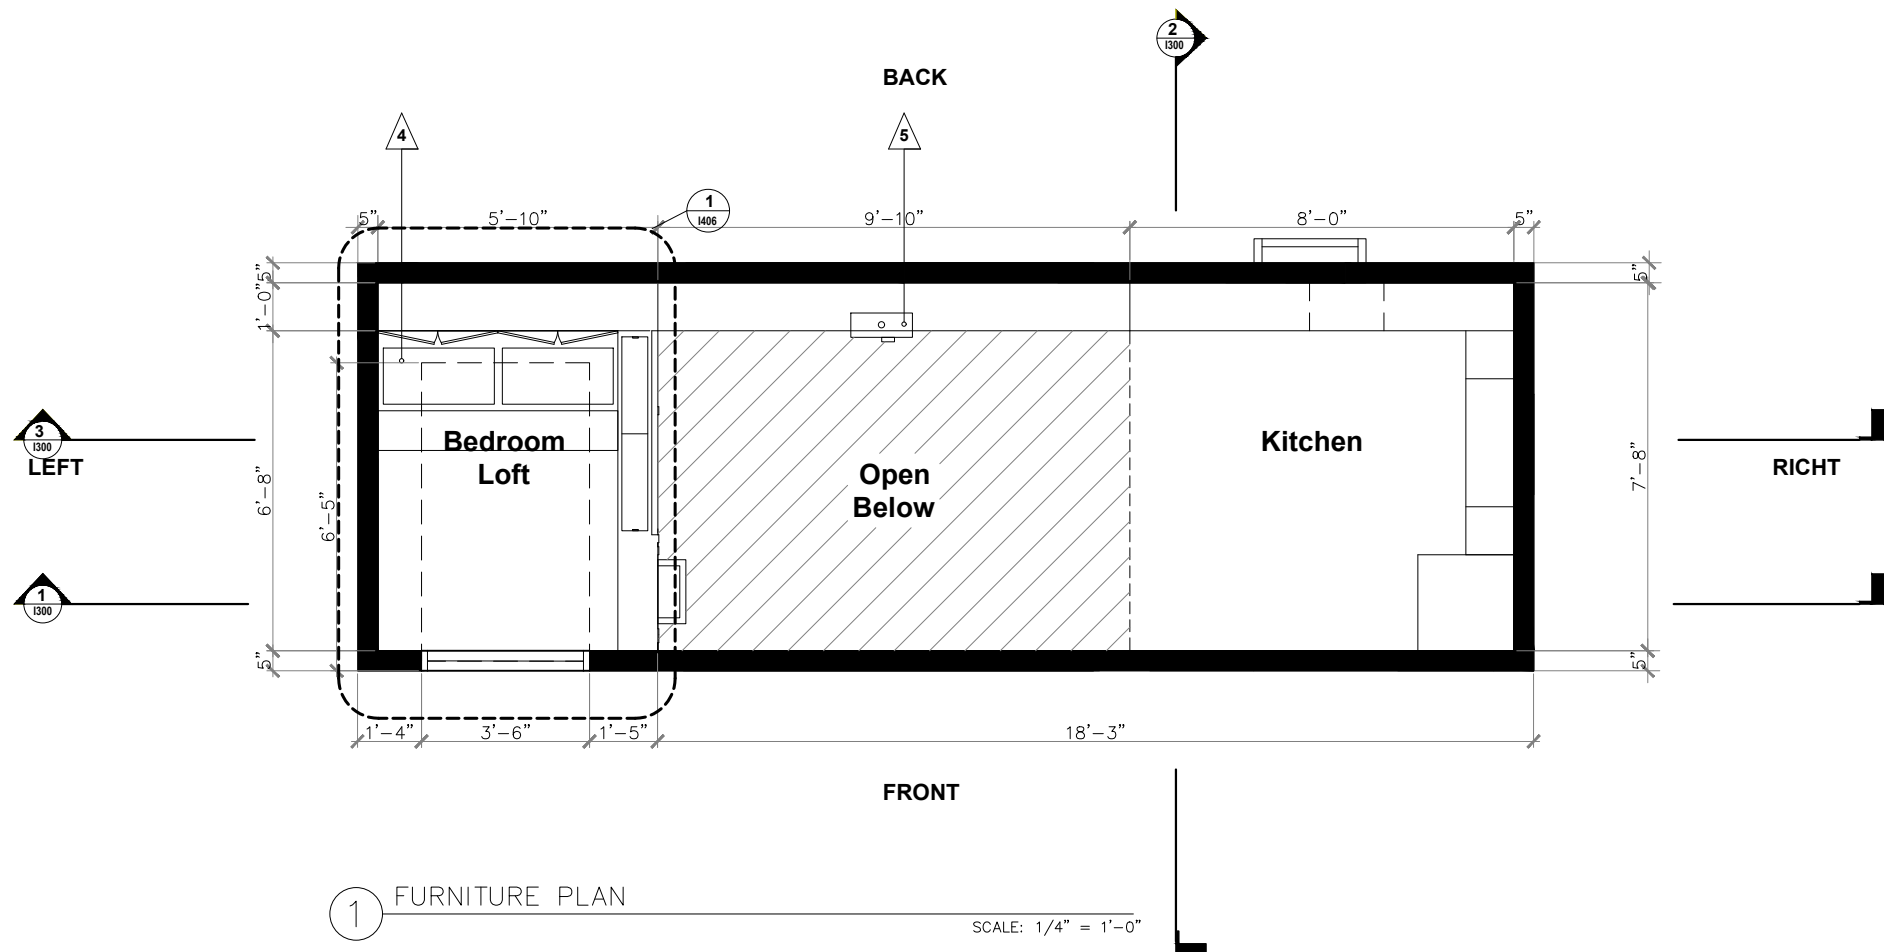 2
I300
BACK
4
5
1
I406
5"
5'-10"
9'-10"
8'-0"
5"
5"
1'-0"
5"
3
I300
LEFT
Bedroom
Loft
Open
Below
Kitchen
RICHT
6'-8"
6'-5"
7'-8"
1
I300
5"
5"
1'-4"
3'-6"
1'-5"
18'-3"
FRONT
1
FURNITURE PLAN
SCALE: 1/4" = 1'-0"